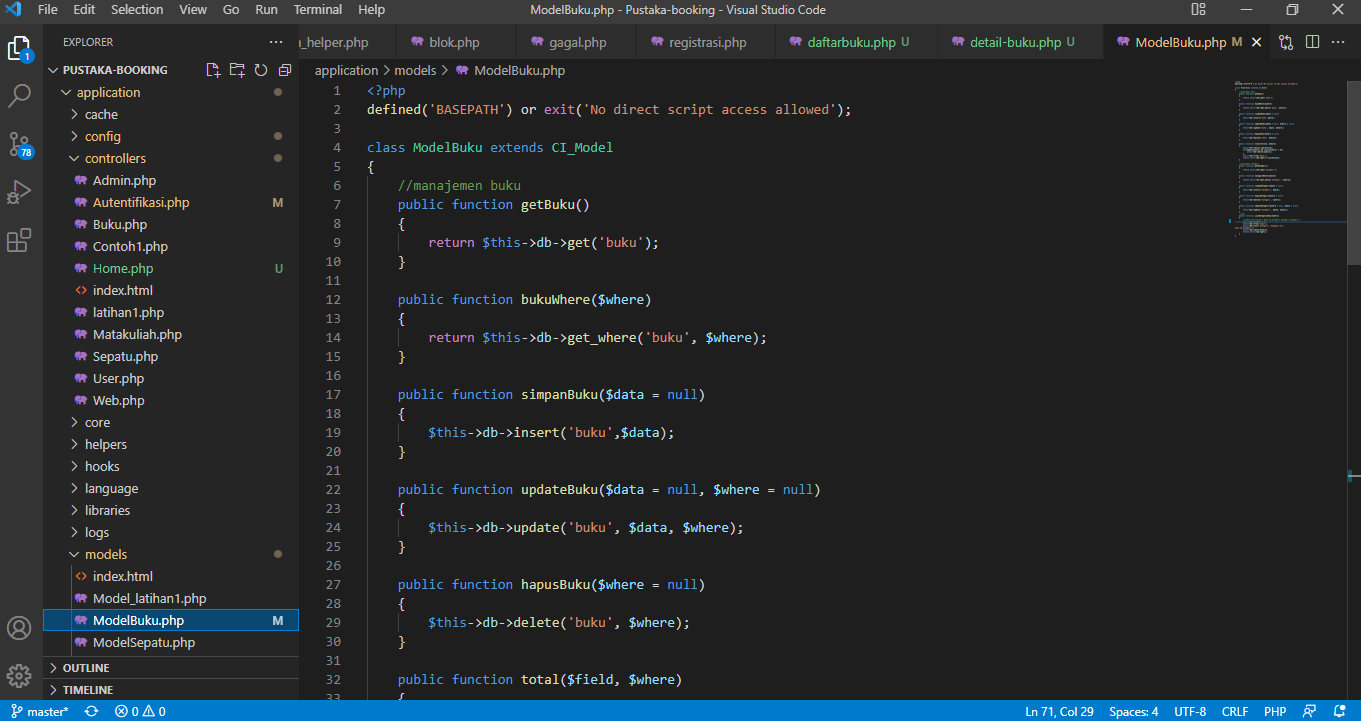 File Edit Selection View Go Run Terminal Help ModelBuku.php - Pustaka-booking - Visual Studio Code
EXPLORER
_helper.php blok.php gagal.php registrasi.php daftarbuku.php U detail-buku.php U ModelBuku.php M
PUSTAKA-BOOKING
application > models > ModelBuku.php
application
cache
config
controllers
Admin.php
Autentifikasi.php M
Buku.php
Contoh1.php
Home.php U
index.html
latihan1.php
Matakuliah.php
Sepatu.php
User.php
Web.php
core
helpers
hooks
language
libraries
logs
models
index.html
Model_latihan1.php
ModelBuku.php M
ModelSepatu.php
OUTLINE
TIMELINE
1
78
1 <?php
2 defined('BASEPATH') or exit('No direct script access allowed');
3
4 class ModelBuku extends CI_Model
5 {
6 //manajemen buku
7 public function getBuku()
8 {
9 return $this->db->get('buku');
10 }
11
12 public function bukuWhere($where)
13 {
14 return $this->db->get_where('buku', $where);
15 }
16
17 public function simpanBuku($data = null)
18 {
19 $this->db->insert('buku',$data);
20 }
21
22 public function updateBuku($data = null, $where = null)
23 {
24 $this->db->update('buku', $data, $where);
25 }
26
27 public function hapusBuku($where = null)
28 {
29 $this->db->delete('buku', $where);
30 }
31
32 public function total($field, $where)
33 {
master* 0 0 Ln 71, Col 29 Spaces: 4 UTF-8 CRLF PHP